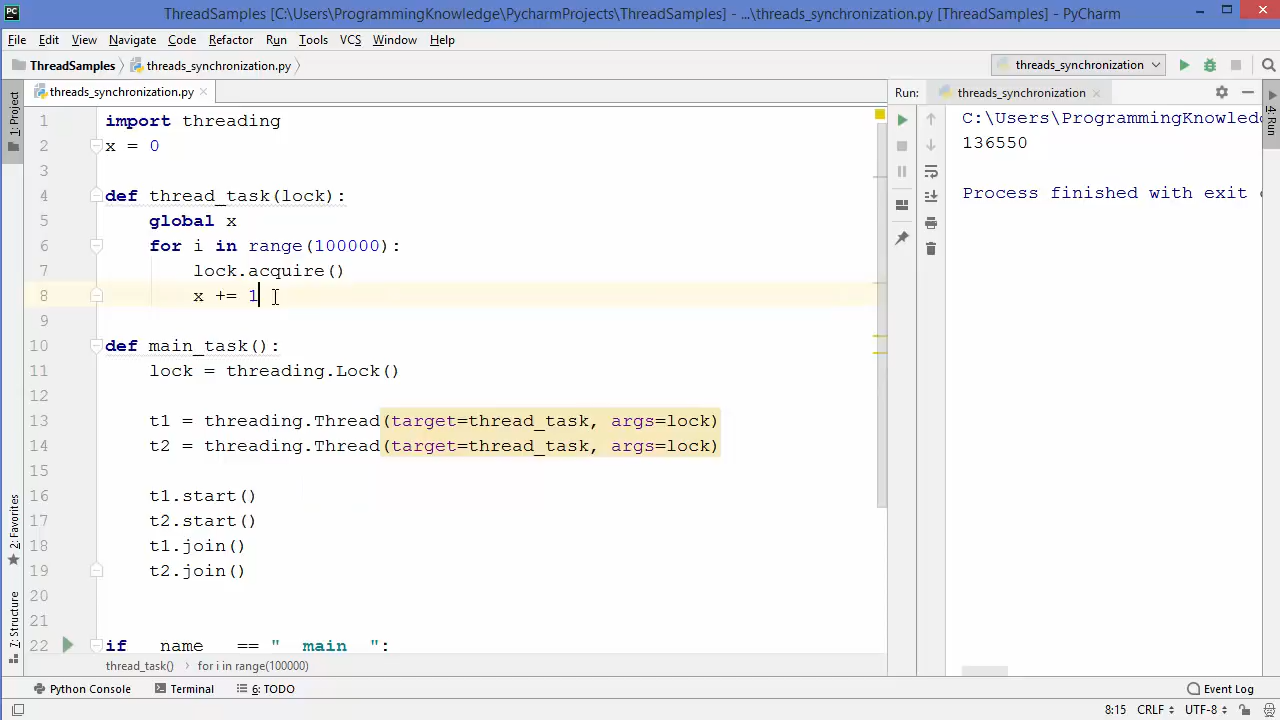 PC ThreadSamples [C:\Users\ProgrammingKnowledge\PycharmProjects\ThreadSamples] - ...\threads_synchronization.py [ThreadSamples] - PyCharm
File Edit View Navigate Code Refactor Run Tools VCS Window Help
ThreadSamples threads_synchronization.py threads_synchronization
threads_synchronization.py Run: threads_synchronization
1: Project
4: Run
2: Favorites
7: Structure
1 import threading
2 x = 0
3
4 def thread_task(lock):
5 global x
6 for i in range(100000):
7 lock.acquire()
8 x += 1
9
10 def main_task():
11 lock = threading.Lock()
12
13 t1 = threading.Thread(target=thread_task, args=lock)
14 t2 = threading.Thread(target=thread_task, args=lock)
15
16 t1.start()
17 t2.start()
18 t1.join()
19 t2.join()
20
21
22 if __name__ == "__main__":
C:\Users\ProgrammingKnowled
136550
Process finished with exit
thread_task() for i in range(100000)
Python Console Terminal 6: TODO Event Log
8:15 CRLF UTF-8